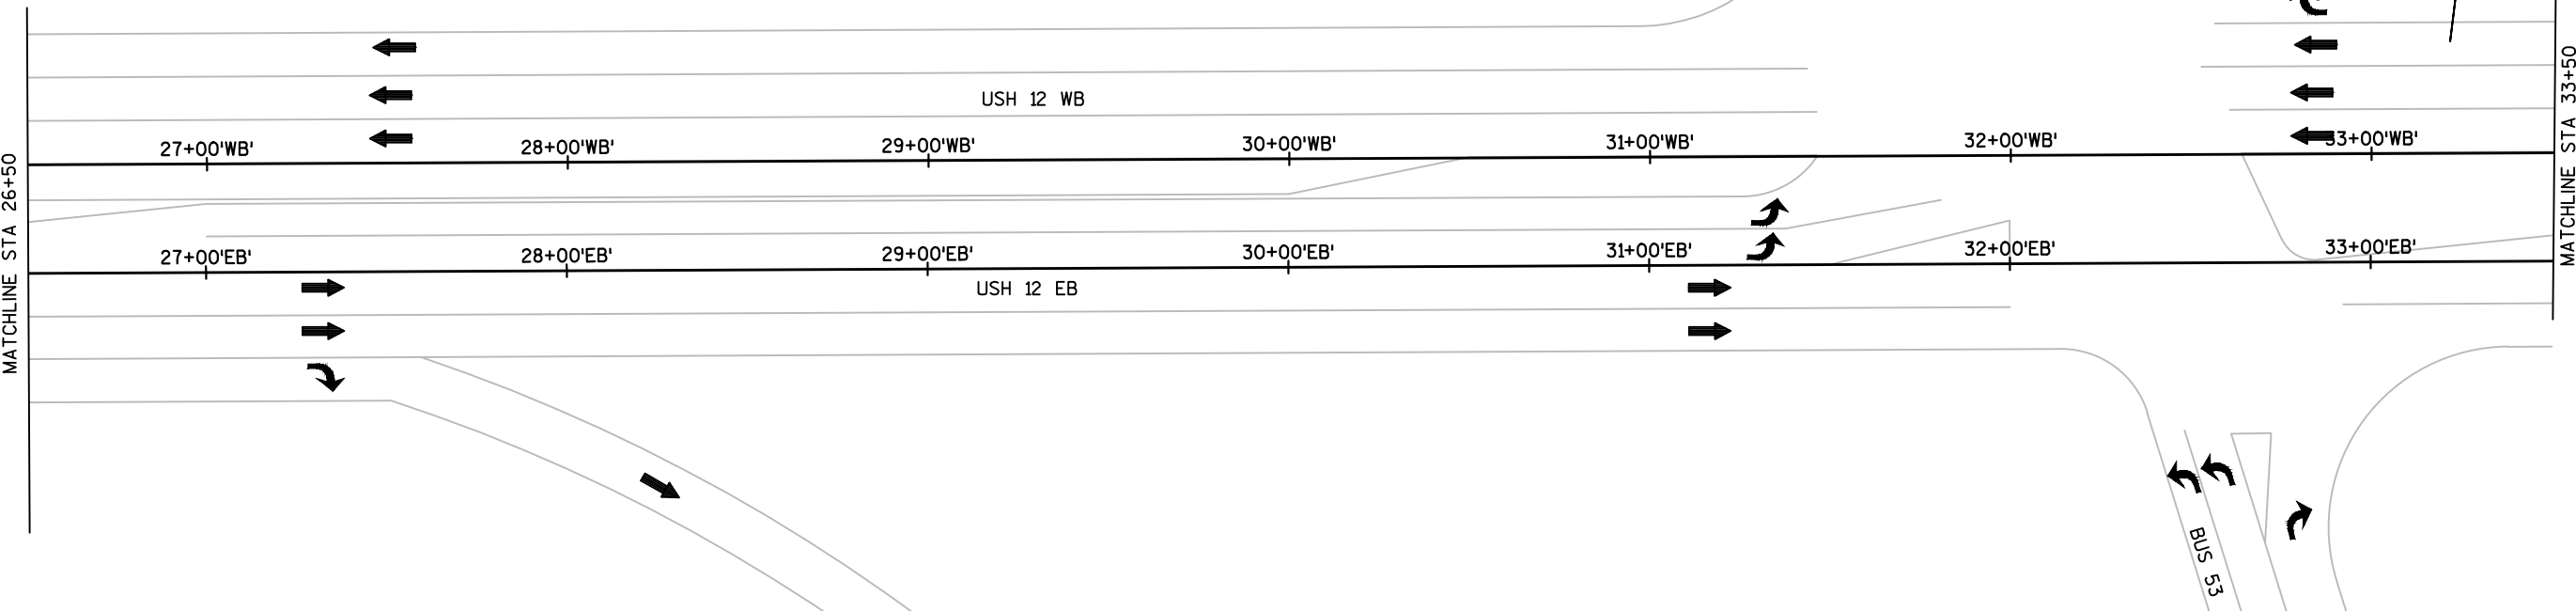 USH 12 WB
27+00'WB'
28+00'WB'
29+00'WB'
30+00'WB'
31+00'WB'
32+00'WB'
33+00'WB'
MATCHLINE STA 26+50
MATCHLINE STA 33+50
27+00'EB'
28+00'EB'
29+00'EB'
30+00'EB'
31+00'EB'
32+00'EB'
33+00'EB'
USH 12 EB
BUS 53